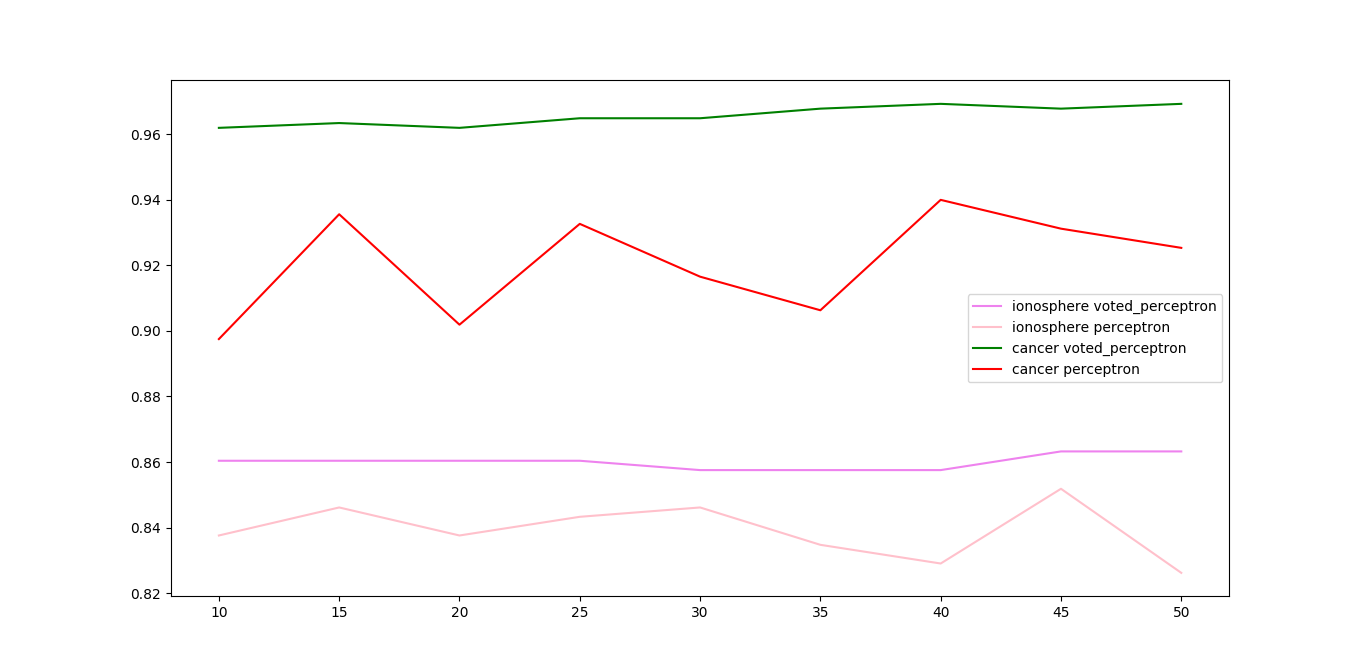 0.96
0.94
0.92
0.90
0.88
0.86
0.84
0.82
ionosphere voted_perceptron
ionosphere perceptron
cancer voted_perceptron
cancer perceptron
10 15 20 25 30 35 40 45 50